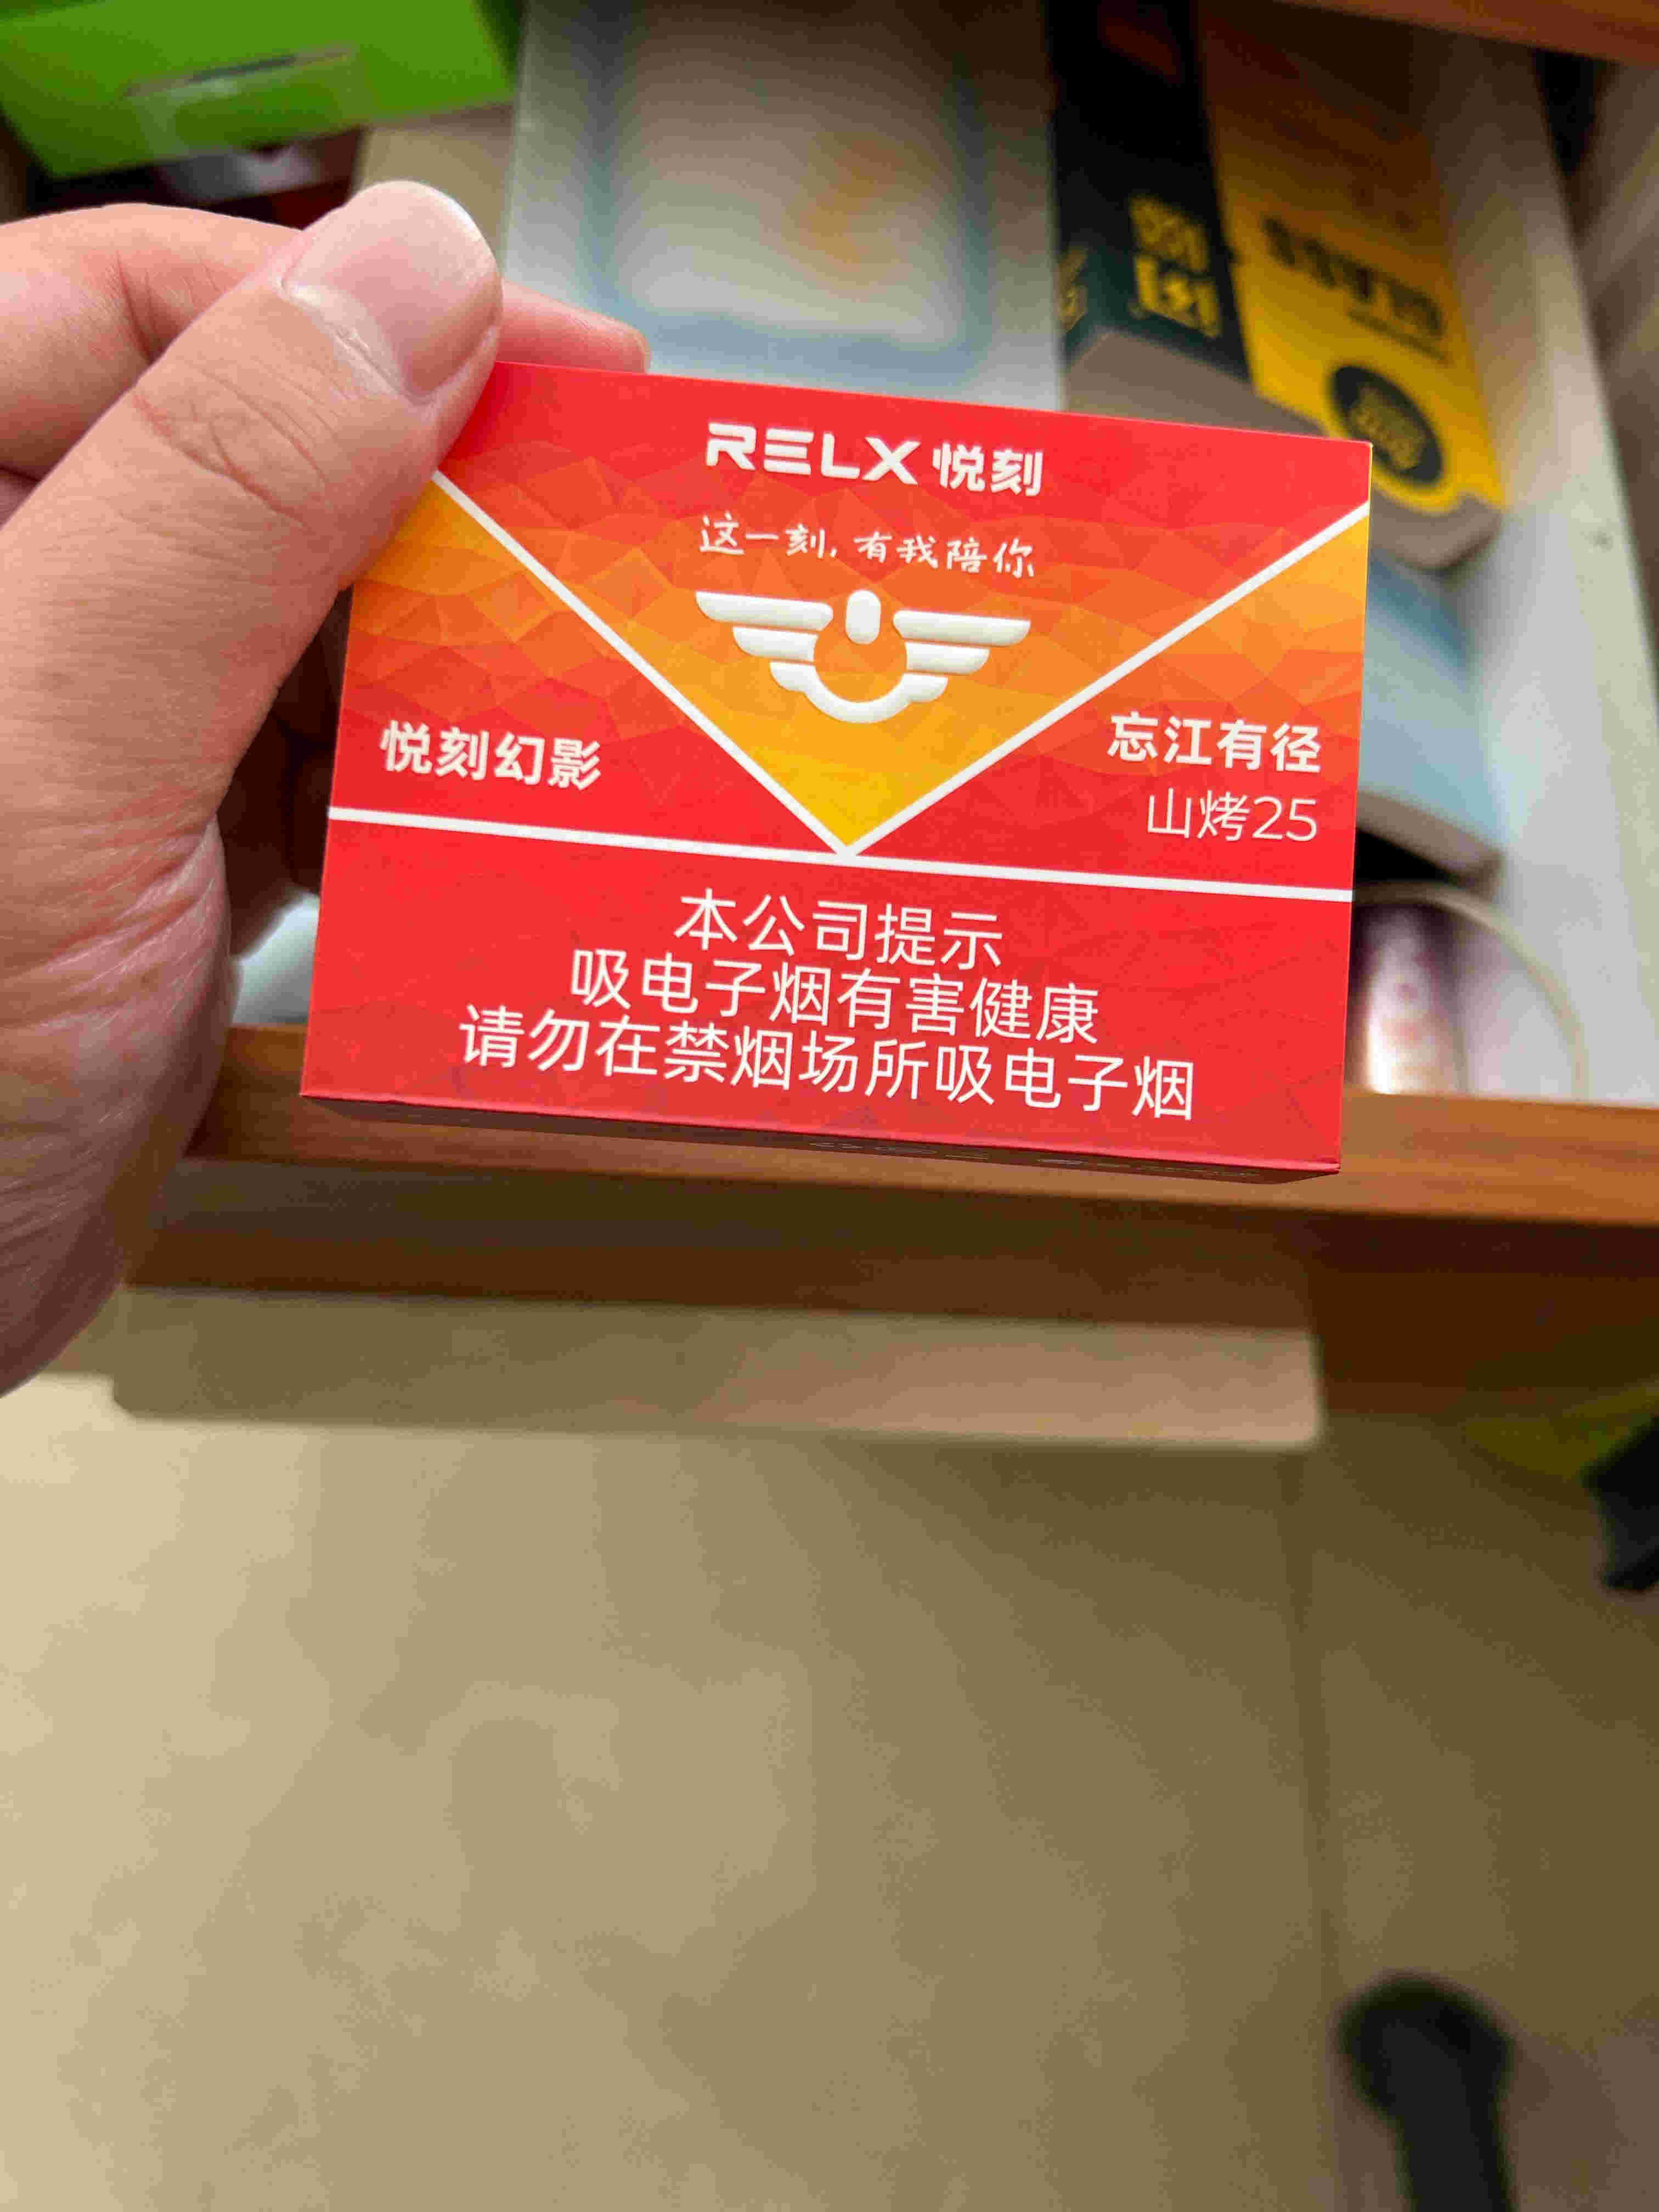 RELX 悦刻
这一刻，有我陪你
悦刻幻影
忘江有径
山烤25
本公司提示
吸电子烟有害健康
请勿在禁烟场所吸电子烟